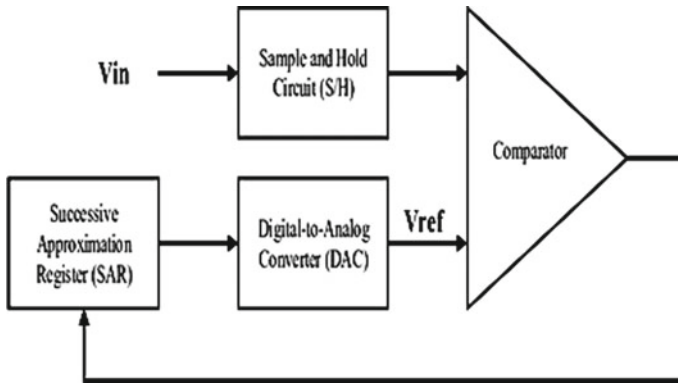 Vin
Sample and Hold
Circuit (S/H)
Comparator
Successive
Approximation
Register (SAR)
Digital-to-Analog
Converter (DAC)
Vref